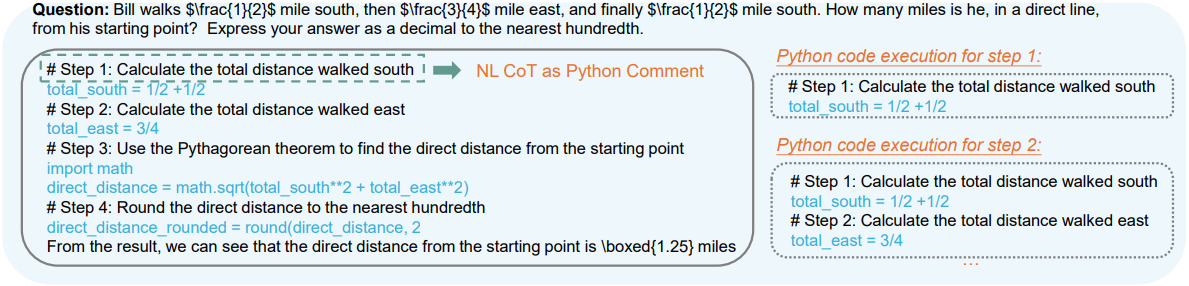 Question: Bill walks $\frac{1}{2}$ mile south, then $\frac{3}{4}$ mile east, and finally $\frac{1}{2}$ mile south. How many miles is he, in a direct line,
from his starting point? Express your answer as a decimal to the nearest hundredth.
# Step 1: Calculate the total distance walked south
NL CoT as Python Comment
total_south = 1/2 +1/2
# Step 2: Calculate the total distance walked east
total_east = 3/4
# Step 3: Use the Pythagorean theorem to find the direct distance from the starting point
import math
direct_distance = math.sqrt(total_south**2 + total_east**2)
# Step 4: Round the direct distance to the nearest hundredth
direct_distance_rounded = round(direct_distance, 2
From the result, we can see that the direct distance from the starting point is \boxed{1.25} miles
Python code execution for step 1:
# Step 1: Calculate the total distance walked south
total_south = 1/2 +1/2
Python code execution for step 2:
# Step 1: Calculate the total distance walked south
total_south = 1/2 +1/2
# Step 2: Calculate the total distance walked east
total_east = 3/4
...